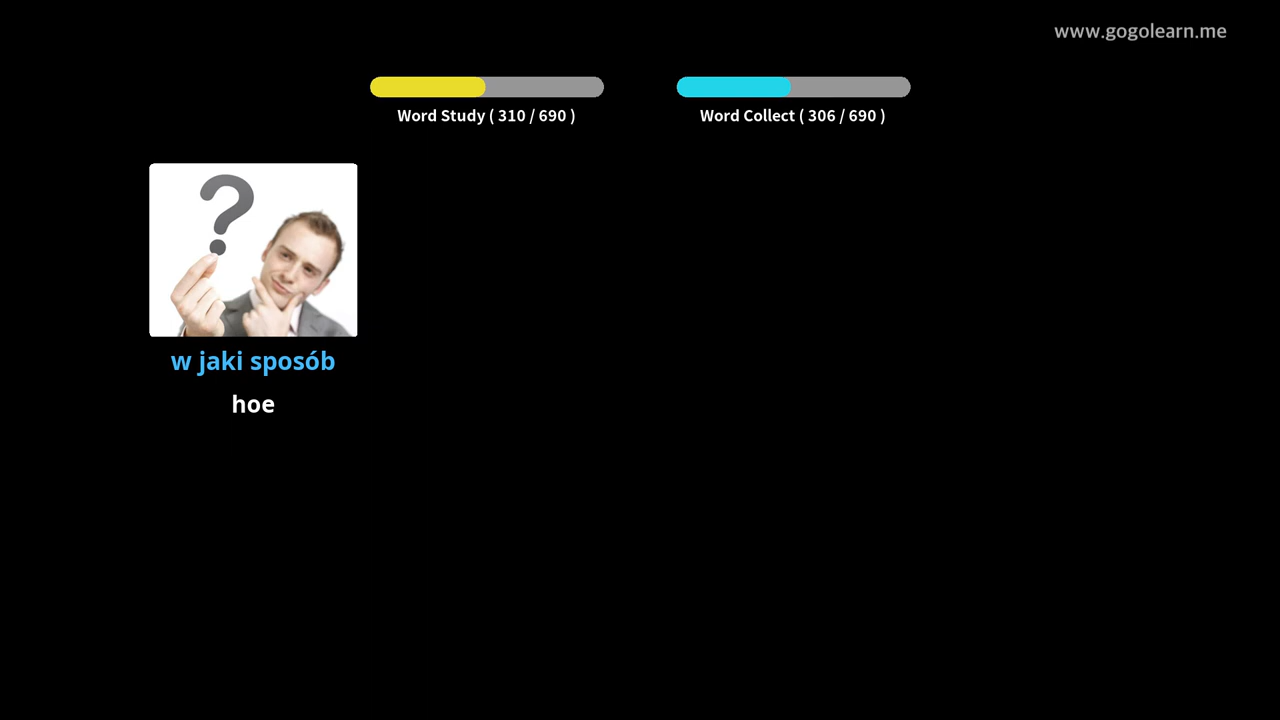 www.gogolearn.me
Word Study ( 310 / 690 )
Word Collect ( 306 / 690 )
?
w jaki sposób
hoe